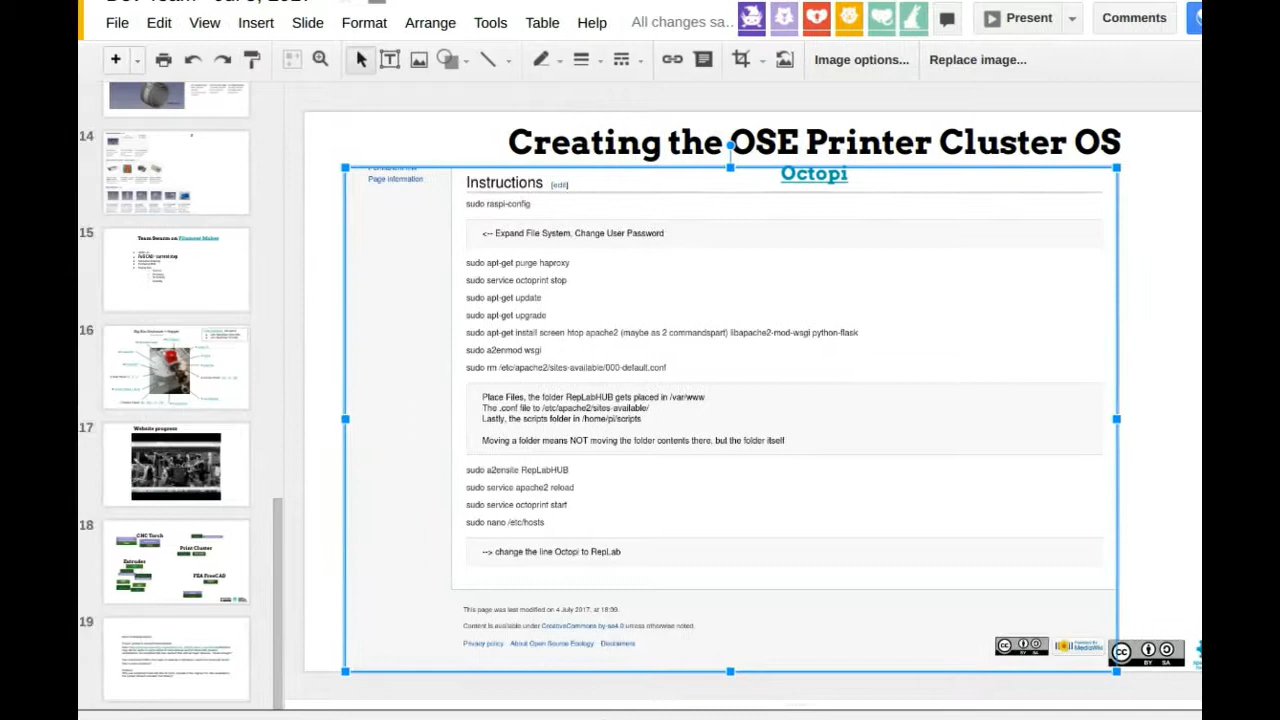 File Edit View Insert Slide Format Arrange Tools Table Help All changes sa.. Present Comments
Image options... Replace image...
14
15
Team Swarm on Filament Maker
16
17
Website progress
18
CNC Torch
Print Cluster
Extruder
FEA FreeCAD
19
Creating the OSE Printer Cluster OS
Octopi
Page information
Instructions [edit]
sudo raspi-config
<-- Expand File System, Change User Password
sudo apt-get purge haproxy
sudo service octoprint stop
sudo apt-get update
sudo apt-get upgrade
sudo apt-get install screen htop apache2 (maybe as 2 commandspart) libapache2-mod-wsgi python-flask
sudo a2enmod wsgi
sudo rm /etc/apache2/sites-available/000-default.conf
Place Files, the folder RepLabHUB gets placed in /var/www
The .conf file to /etc/apache2/sites-available/
Lastly, the scripts folder in /home/pi/scripts
Moving a folder means NOT moving the folder contents there, but the folder itself
sudo a2ensite RepLabHUB
sudo service apache2 reload
sudo service octoprint start
sudo nano /etc/hosts
--> change the line Octopi to RepLab
This page was last modified on 4 July 2017, at 18:09.
Content is available under CreativeCommons by-sa4.0 unless otherwise noted.
Privacy policy About Open Source Ecology Disclaimers
BY SA